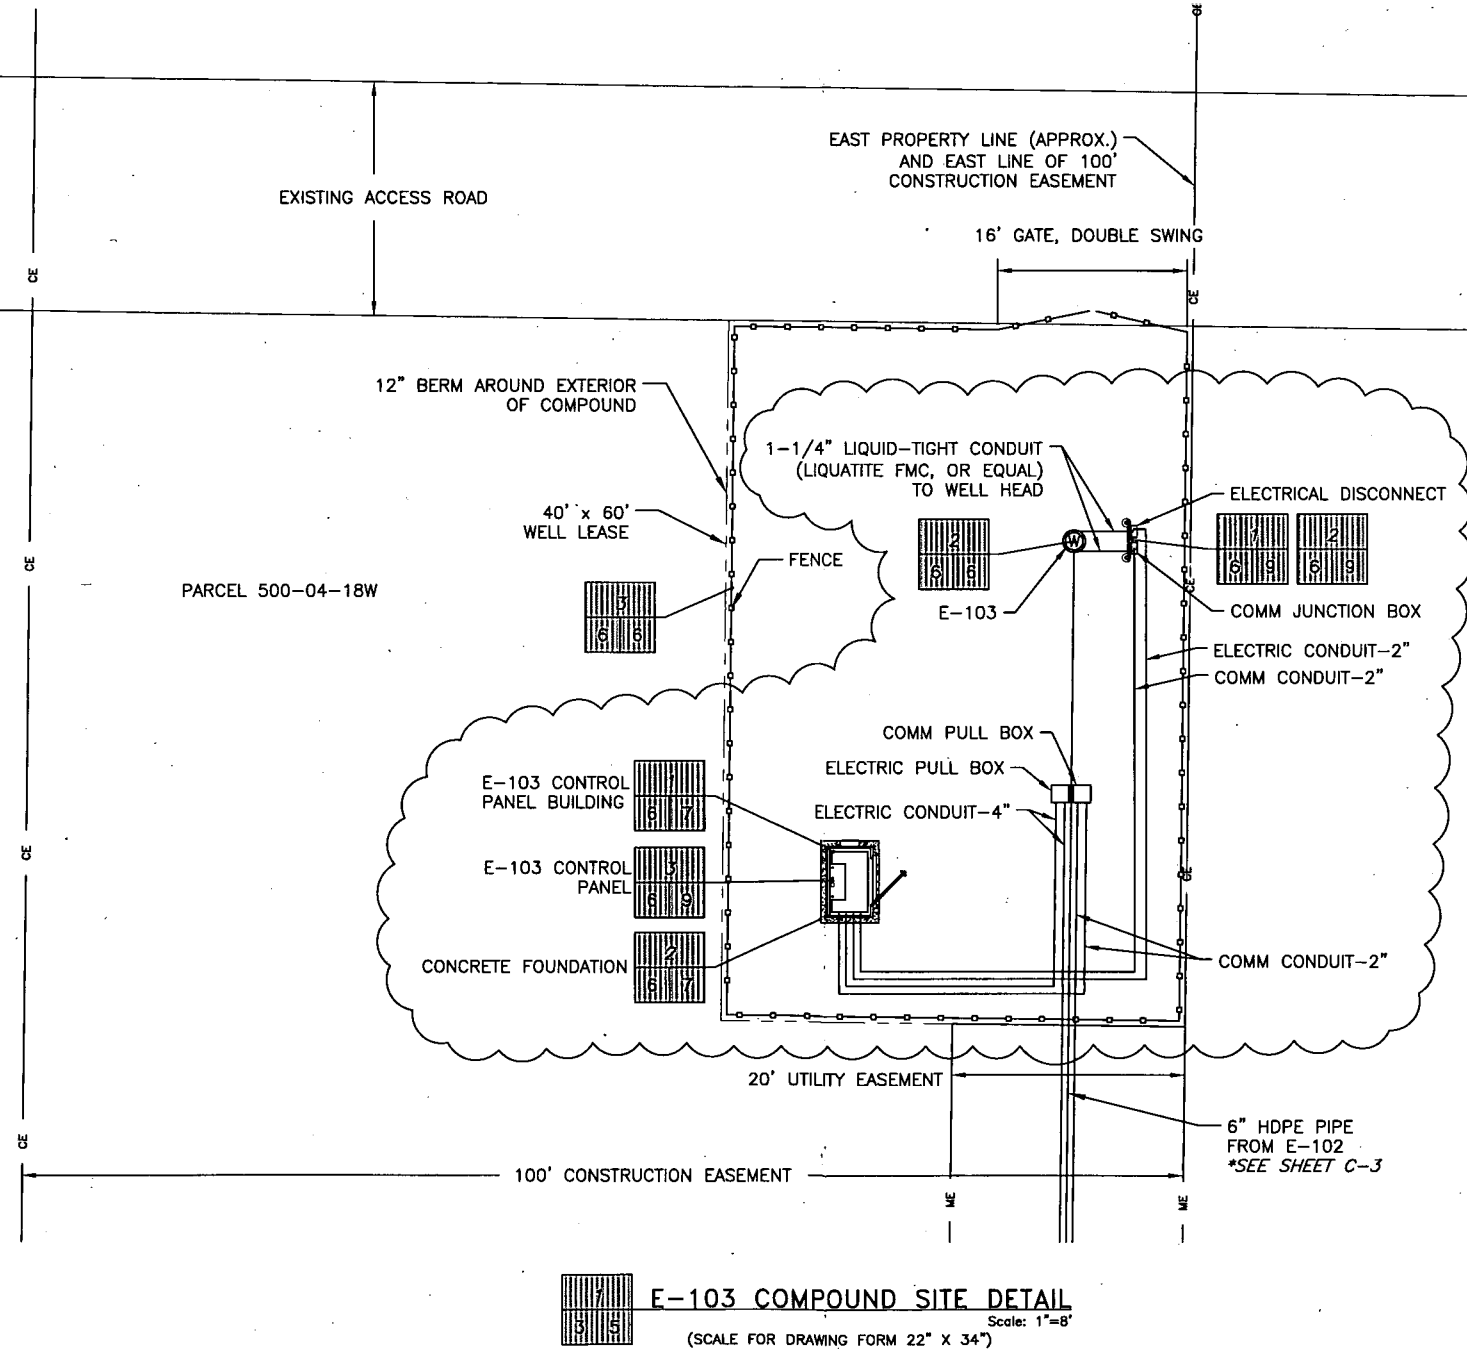 CE
EAST PROPERTY LINE (APPROX.)
AND EAST LINE OF 100'
CONSTRUCTION EASEMENT
EXISTING ACCESS ROAD
16' GATE, DOUBLE SWING
CE
CE
12" BERM AROUND EXTERIOR
OF COMPOUND
1-1/4" LIQUID-TIGHT CONDUIT
(LIQUATITE FMC, OR EQUAL)
TO WELL HEAD
ELECTRICAL DISCONNECT
40' x 60'
WELL LEASE
2
6 6
W
1
6 9
2
6 9
FENCE
CE
CE
PARCEL 500-04-18W
3
6 6
E-103
COMM JUNCTION BOX
ELECTRIC CONDUIT-2"
COMM CONDUIT-2"
COMM PULL BOX
ELECTRIC PULL BOX
E-103 CONTROL
PANEL BUILDING
1
6 7
ELECTRIC CONDUIT-4"
CE
E-103 CONTROL
PANEL
3
6 9
CE
CONCRETE FOUNDATION
2
6 7
COMM CONDUIT-2"
20' UTILITY EASEMENT
6" HDPE PIPE
FROM E-102
*SEE SHEET C-3
CE
100' CONSTRUCTION EASEMENT
ME
ME
1
3 5
E-103 COMPOUND SITE DETAIL
Scale: 1"=8'
(SCALE FOR DRAWING FORM 22" X 34")